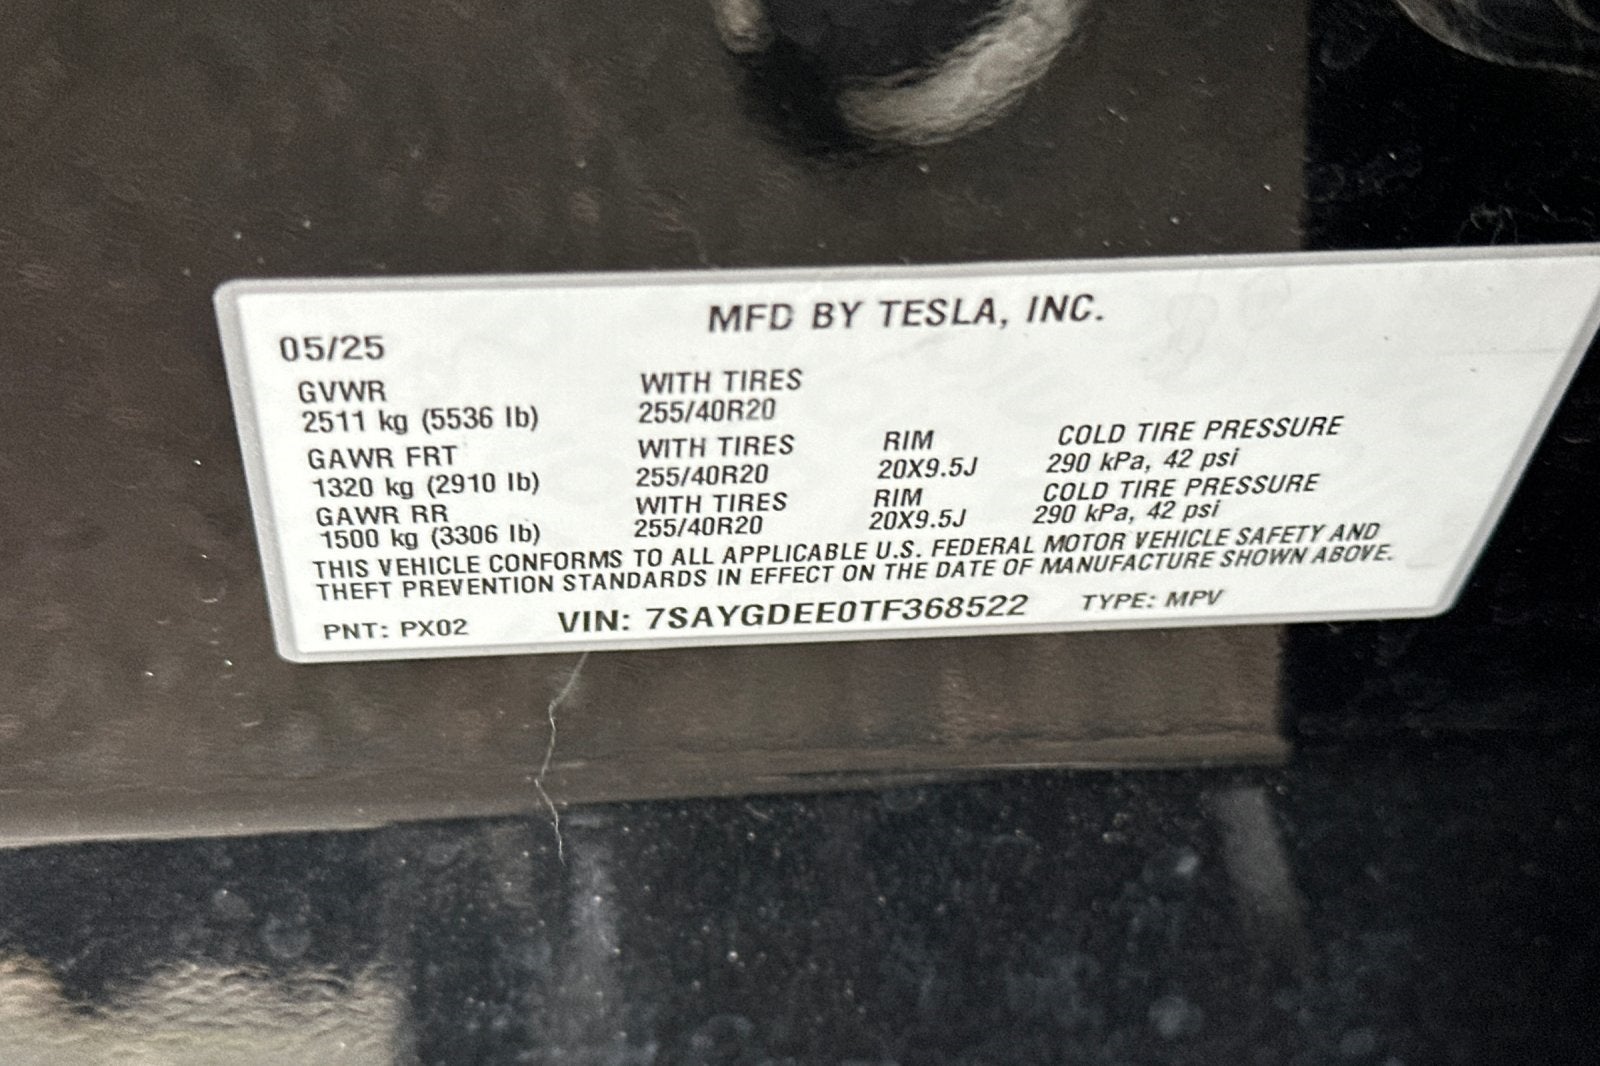 MFD BY TESLA, INC.
05/25
GVWR WITH TIRES
2511 kg (5536 lb) 255/40R20
GAWR FRT WITH TIRES RIM COLD TIRE PRESSURE
1320 kg (2910 lb) 255/40R20 20X9.5J 290 kPa, 42 psi
GAWR RR WITH TIRES RIM COLD TIRE PRESSURE
1500 kg (3306 lb) 255/40R20 20X9.5J 290 kPa, 42 psi
THIS VEHICLE CONFORMS TO ALL APPLICABLE U.S. FEDERAL MOTOR VEHICLE SAFETY AND
THEFT PREVENTION STANDARDS IN EFFECT ON THE DATE OF MANUFACTURE SHOWN ABOVE.
PNT: PX02 VIN: 7SAYGDEE0TF368522 TYPE: MPV